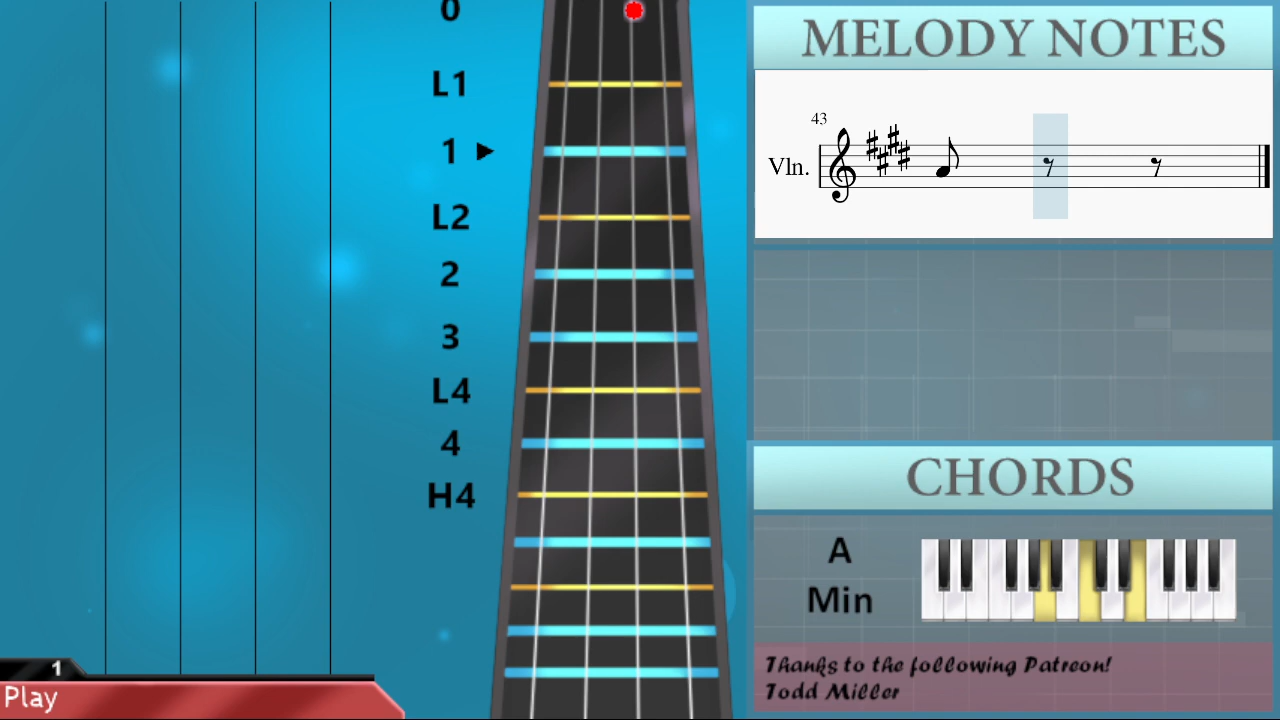 0
L1
1
L2
2
3
L4
4
H4
1
Play
MELODY NOTES
43
Vln.
CHORDS
A
Min
Thanks to the following Patreon!
Todd Miller